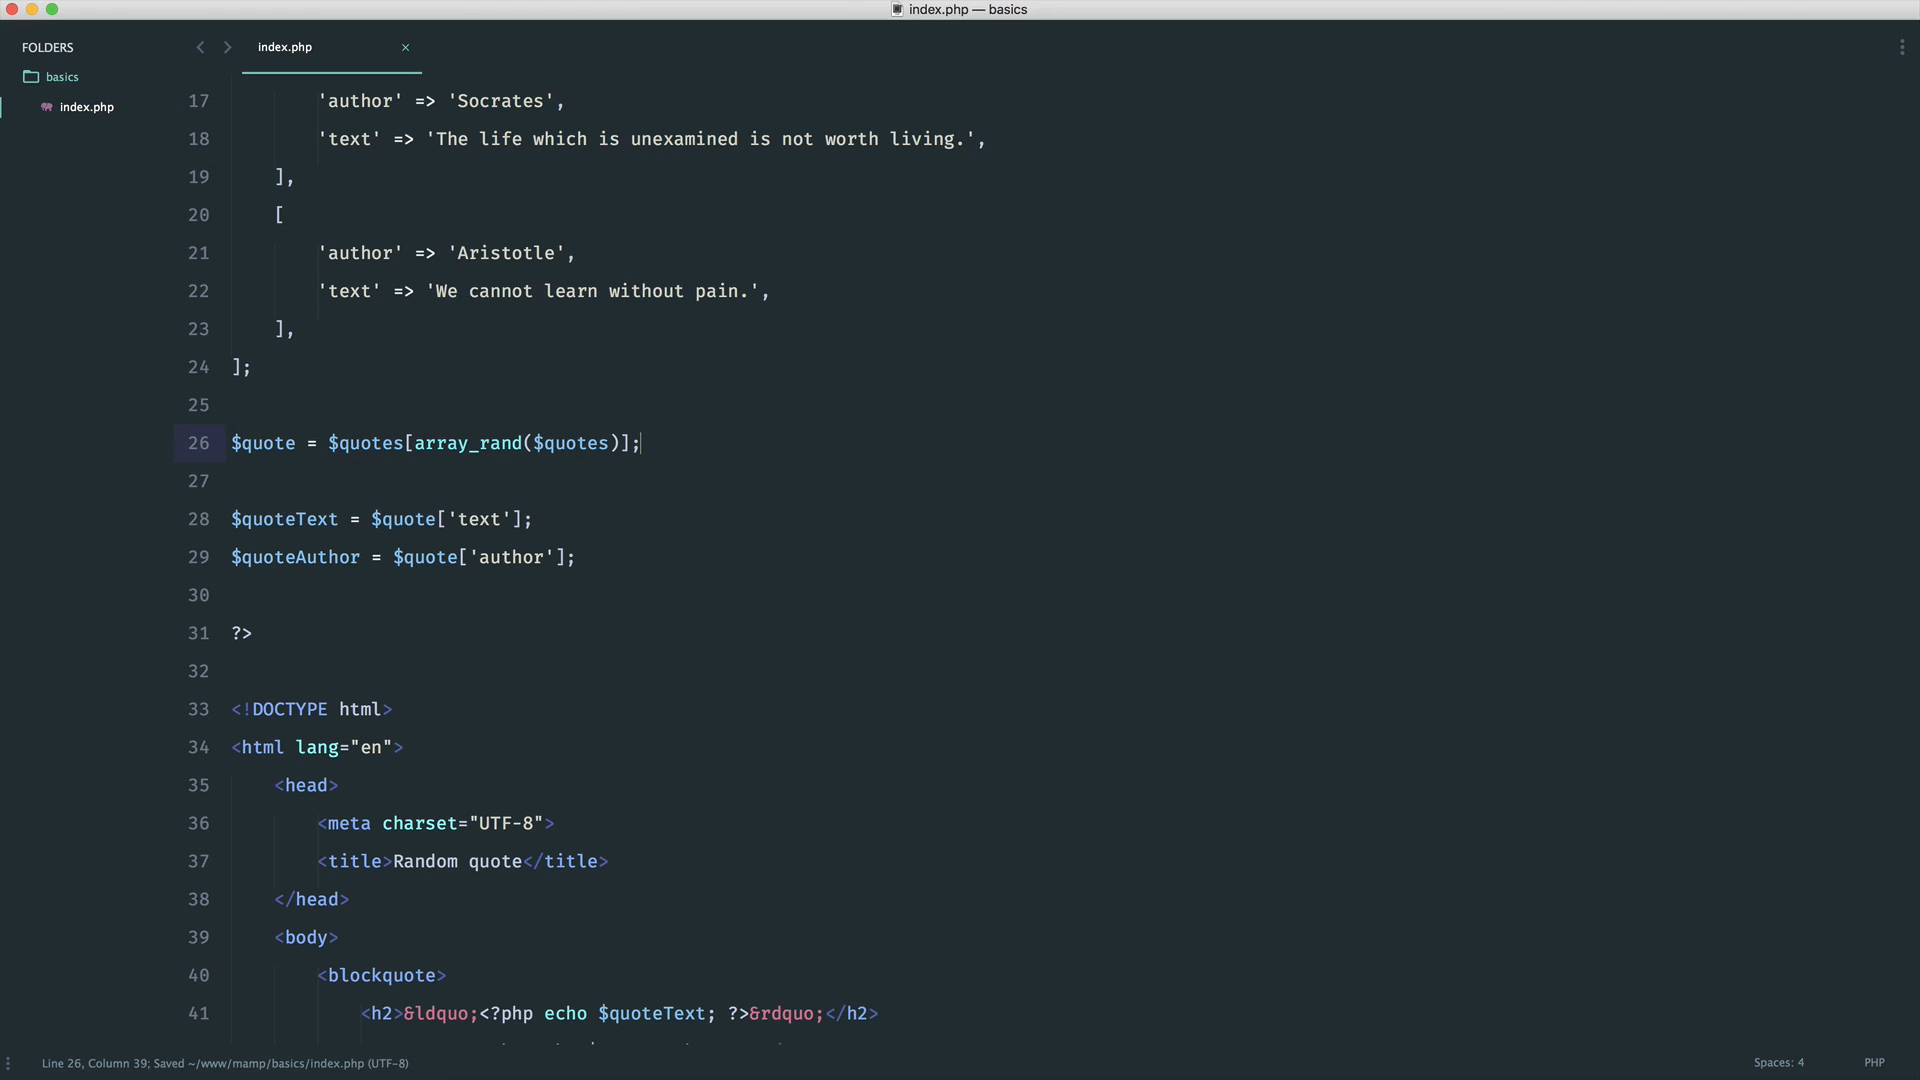 index.php — basics
FOLDERS
basics
index.php
index.php ×
17 'author' => 'Socrates',
18 'text' => 'The life which is unexamined is not worth living.',
19 ],
20 [
21 'author' => 'Aristotle',
22 'text' => 'We cannot learn without pain.',
23 ],
24 ];
25
26 $quote = $quotes[array_rand($quotes)];
27
28 $quoteText = $quote['text'];
29 $quoteAuthor = $quote['author'];
30
31 ?>
32
33 <!DOCTYPE html>
34 <html lang="en">
35 <head>
36 <meta charset="UTF-8">
37 <title>Random quote</title>
38 </head>
39 <body>
40 <blockquote>
41 <h2>&ldquo;<?php echo $quoteText; ?>&rdquo;</h2>
Line 26, Column 39; Saved ~/www/mamp/basics/index.php (UTF-8)
Spaces: 4
PHP